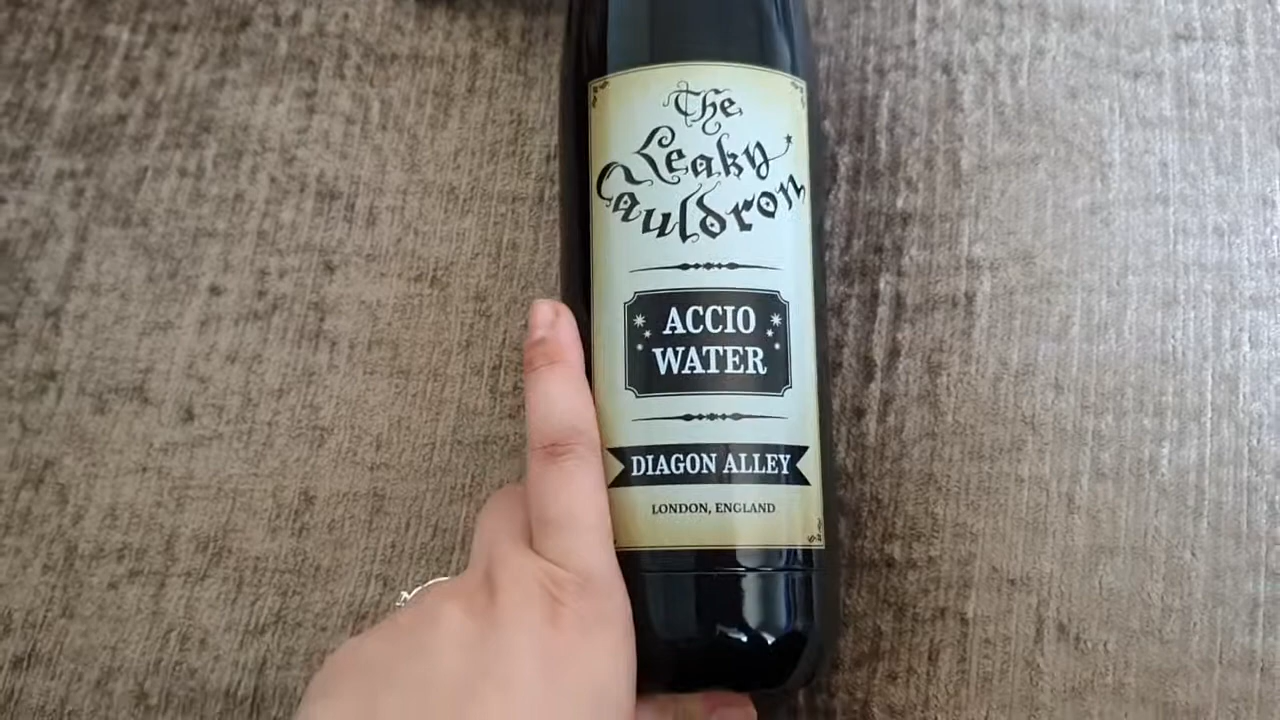 The
Leaky
Cauldron
ACCIO
WATER
DIAGON ALLEY
LONDON, ENGLAND